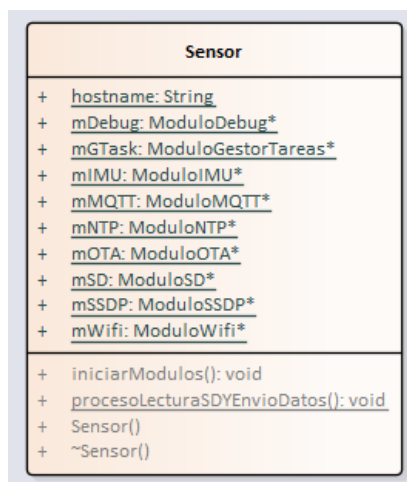 Sensor
+ hostname: String
+ mDebug: ModuloDebug*
+ mGTask: ModuloGestorTareas*
+ mIMU: ModuloIMU*
+ mMQTT: ModuloMQTT*
+ mNTP: ModuloNTP*
+ mOTA: ModuloOTA*
+ mSD: ModuloSD*
+ mSSDP: ModuloSSDP*
+ mWifi: ModuloWifi*
+ iniciarModulos(): void
+ procesoLecturaSDYEnvioDatos(): void
+ Sensor()
+ ~Sensor()